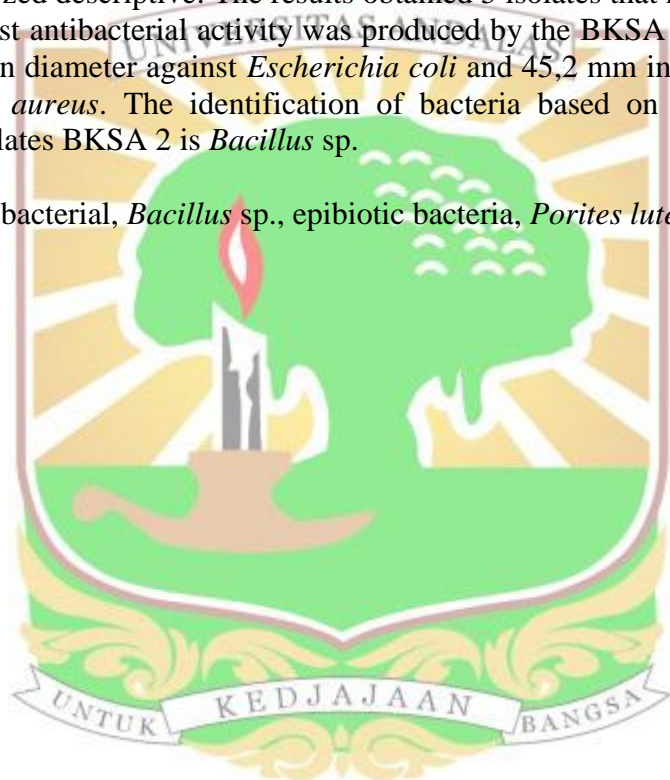 zed descriptive. The results obtained 5 isolates that
st antibacterial activity was produced by the BKSA
UNIVERSITAS ANDALAS
n diameter against Escherichia coli and 45,2 mm in
aureus. The identification of bacteria based on
lates BKSA 2 is Bacillus sp.
bacterial, Bacillus sp., epibiotic bacteria, Porites lute
UNTUK KEDJAJAAN BANGSA